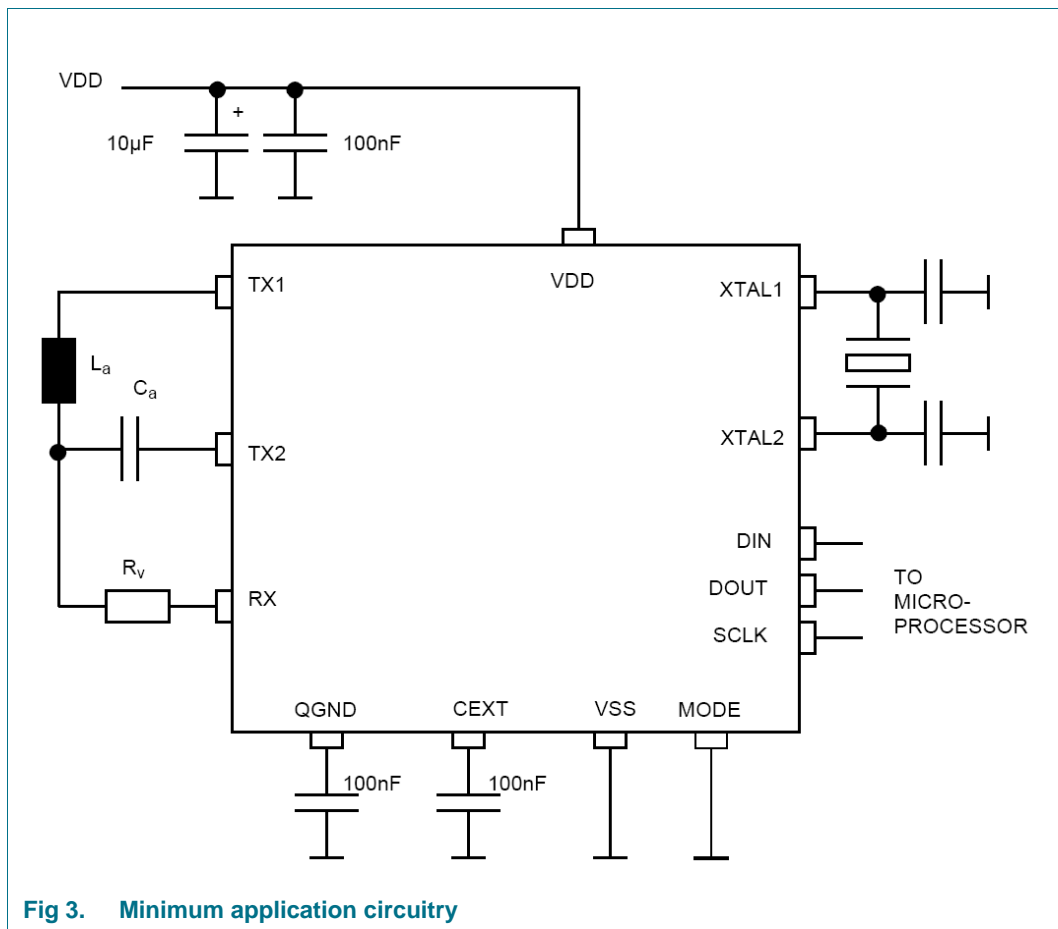 VDD
+
10µF
100nF
TX1
VDD
XTAL1
La
Ca
TX2
XTAL2
DIN
Rv
RX
DOUT
TO
MICRO-
PROCESSOR
SCLK
QGND
CEXT
VSS
MODE
100nF
100nF
Fig 3. Minimum application circuitry